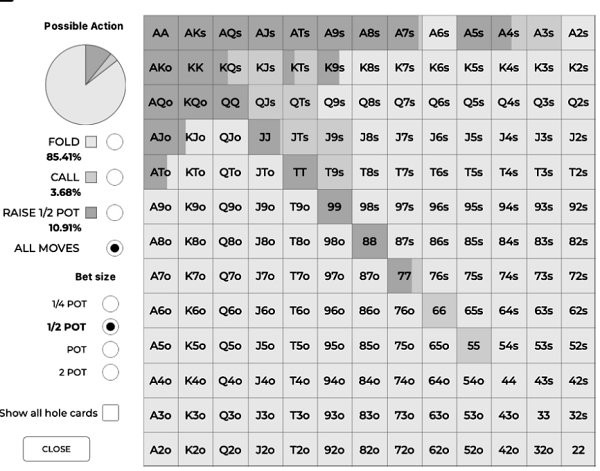 Possible Action
FOLD
85.41%
CALL
3.68%
RAISE 1/2 POT
10.91%
ALL MOVES
Bet size
1/4 POT
1/2 POT
POT
2 POT
Show all hole cards
CLOSE
AA AKs AQs AJs ATs A9s A8s A7s A6s A5s A4s A3s A2s
AKo KK KQs KJs KTs K9s K8s K7s K6s K5s K4s K3s K2s
AQo KQo QQ QJs QTs Q9s Q8s Q7s Q6s Q5s Q4s Q3s Q2s
AJo KJo QJo JJ JTs J9s J8s J7s J6s J5s J4s J3s J2s
ATo KTo QTo JTo TT T9s T8s T7s T6s T5s T4s T3s T2s
A9o K9o Q9o J9o T9o 99 98s 97s 96s 95s 94s 93s 92s
A8o K8o Q8o J8o T8o 98o 88 87s 86s 85s 84s 83s 82s
A7o K7o Q7o J7o T7o 97o 87o 77 76s 75s 74s 73s 72s
A6o K6o Q6o J6o T6o 96o 86o 76o 66 65s 64s 63s 62s
A5o K5o Q5o J5o T5o 95o 85o 75o 65o 55 54s 53s 52s
A4o K4o Q4o J4o T4o 94o 84o 74o 64o 54o 44 43s 42s
A3o K3o Q3o J3o T3o 93o 83o 73o 63o 53o 43o 33 32s
A2o K2o Q2o J2o T2o 92o 82o 72o 62o 52o 42o 32o 22